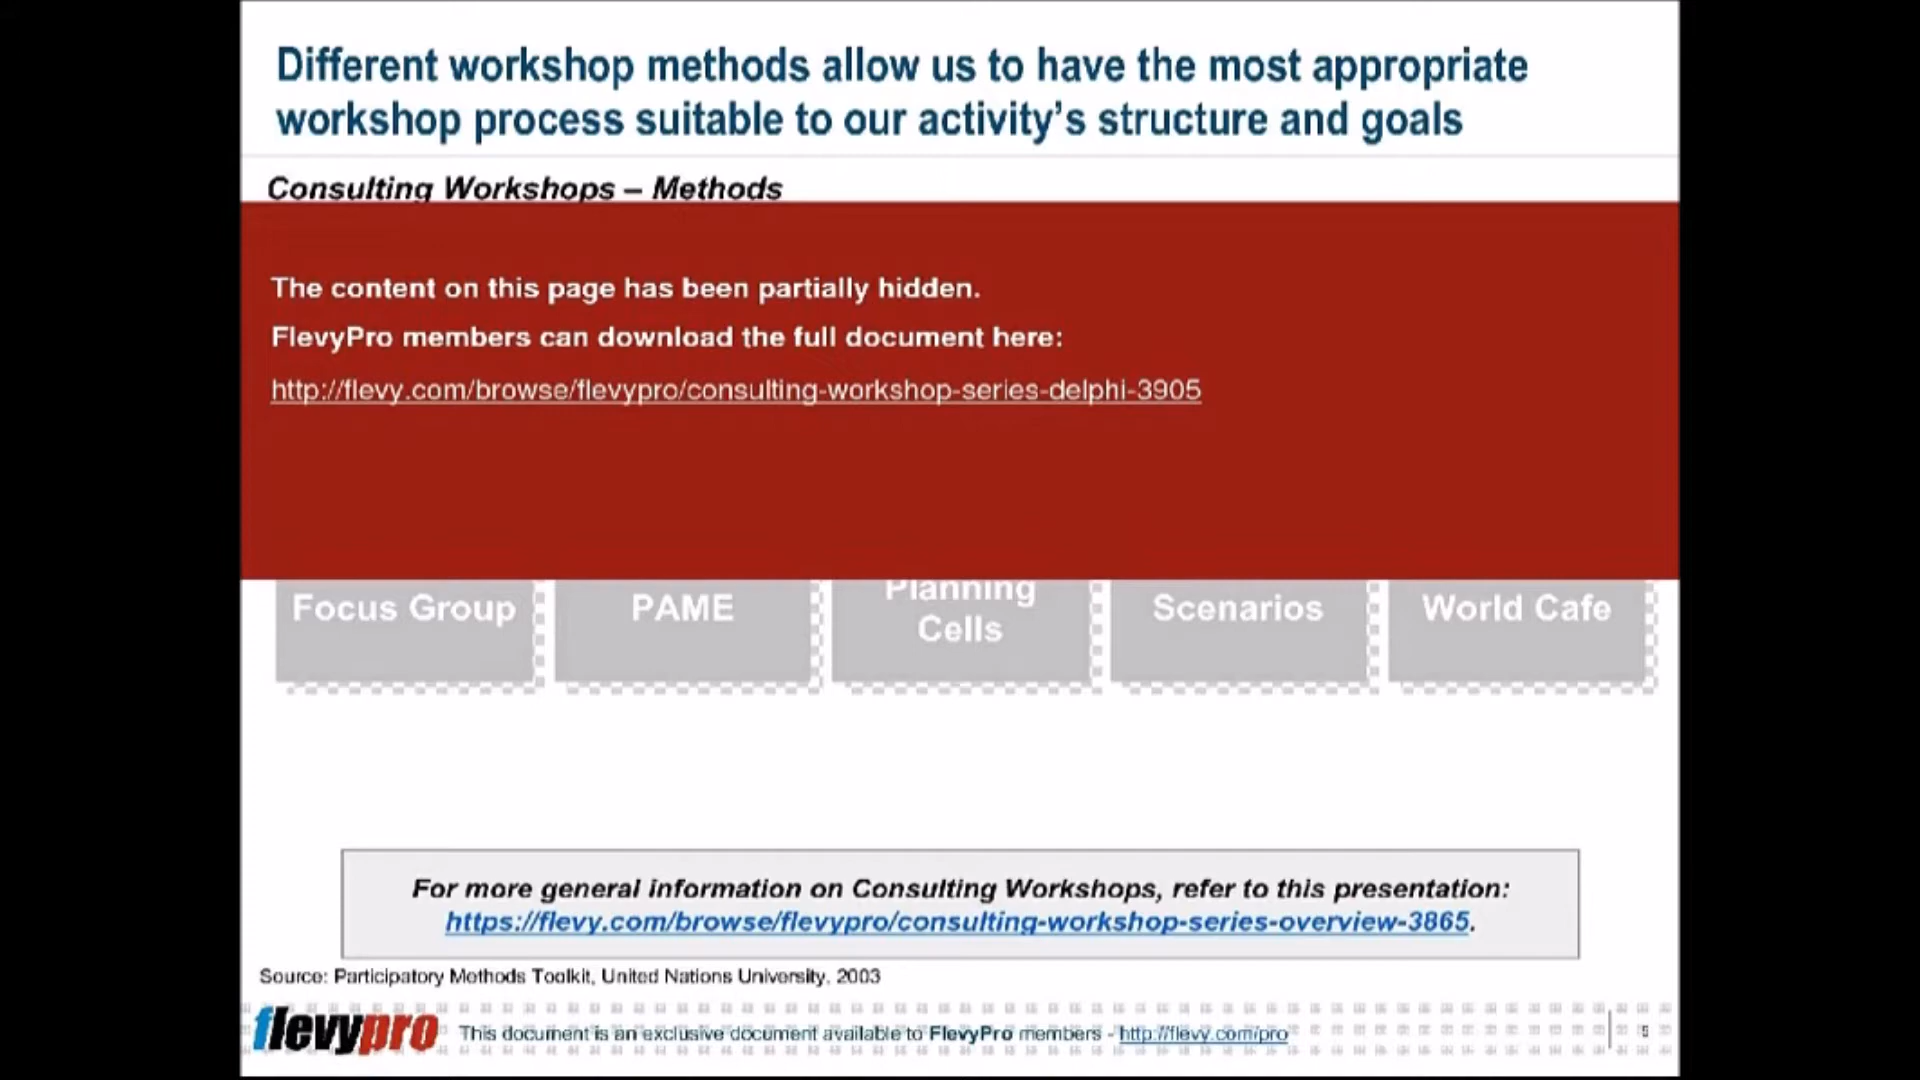 Different workshop methods allow us to have the most appropriate
workshop process suitable to our activity's structure and goals
Consulting Workshops – Methods
The content on this page has been partially hidden.
FlevyPro members can download the full document here:
http://flevy.com/browse/flevypro/consulting-workshop-series-delphi-3905
Focus Group
PAME
Planning
Cells
Scenarios
World Cafe
For more general information on Consulting Workshops, refer to this presentation:
https://flevy.com/browse/flevypro/consulting-workshop-series-overview-3865.
Source: Participatory Methods Toolkit, United Nations University, 2003
flevypro
This document is an exclusive document available to FlevyPro members - http://flevy.com/pro
5